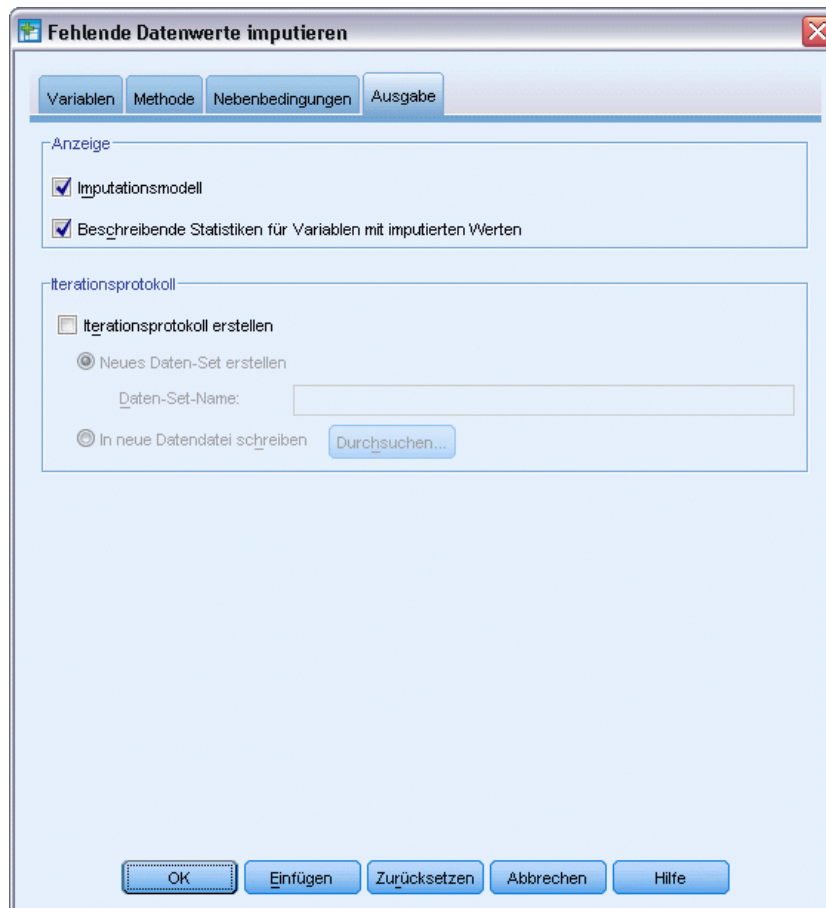 Fehlende Datenwerte imputieren
Variablen Methode Nebenbedingungen Ausgabe
Anzeige
Imputationsmodell
Beschreibende Statistiken für Variablen mit imputierten Werten
Iterationsprotokoll
Iterationsprotokoll erstellen
Neues Daten-Set erstellen
Daten-Set-Name:
In neue Datendatei schreiben Durchsuchen...
OK Einfügen Zurücksetzen Abbrechen Hilfe